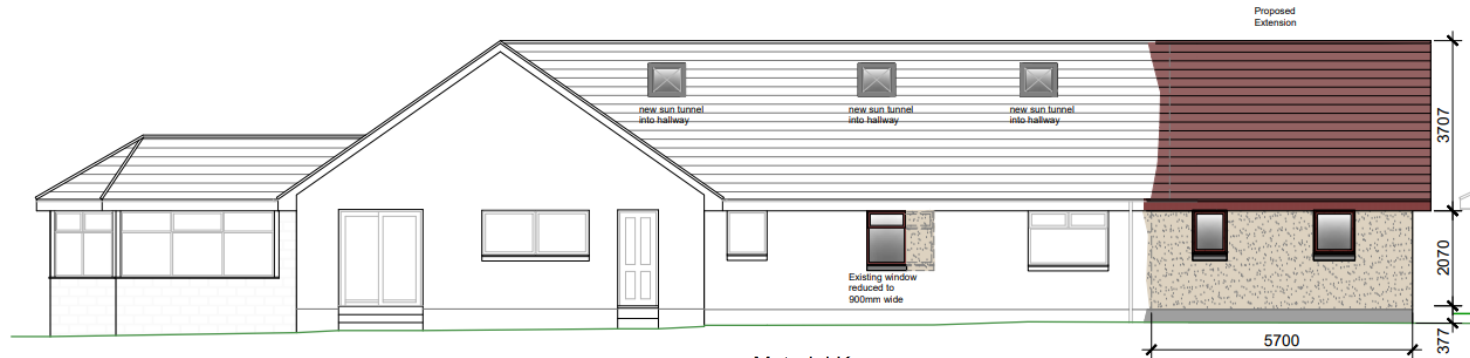 Proposed
Extension
new sun tunnel
into hallway
new sun tunnel
into hallway
new sun tunnel
into hallway
3707
Existing window
reduced to
900mm wide
2070
5700
377